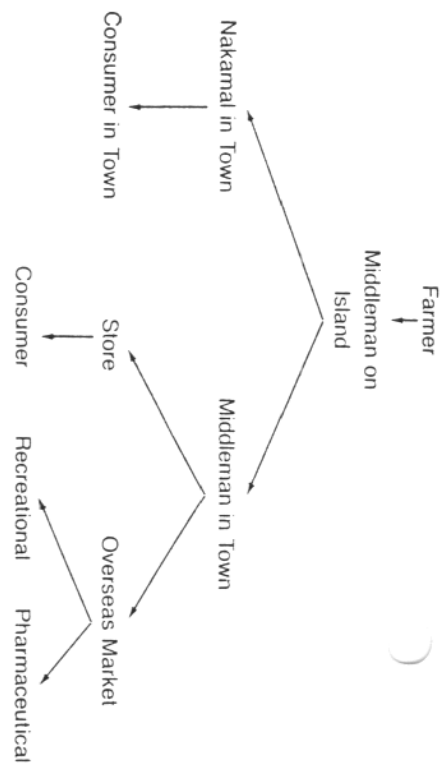 Farmer
Middleman on
Island
Nakamal in Town
Middleman in Town
Consumer in Town
Store
Overseas Market
Consumer
Recreational
Pharmaceutical